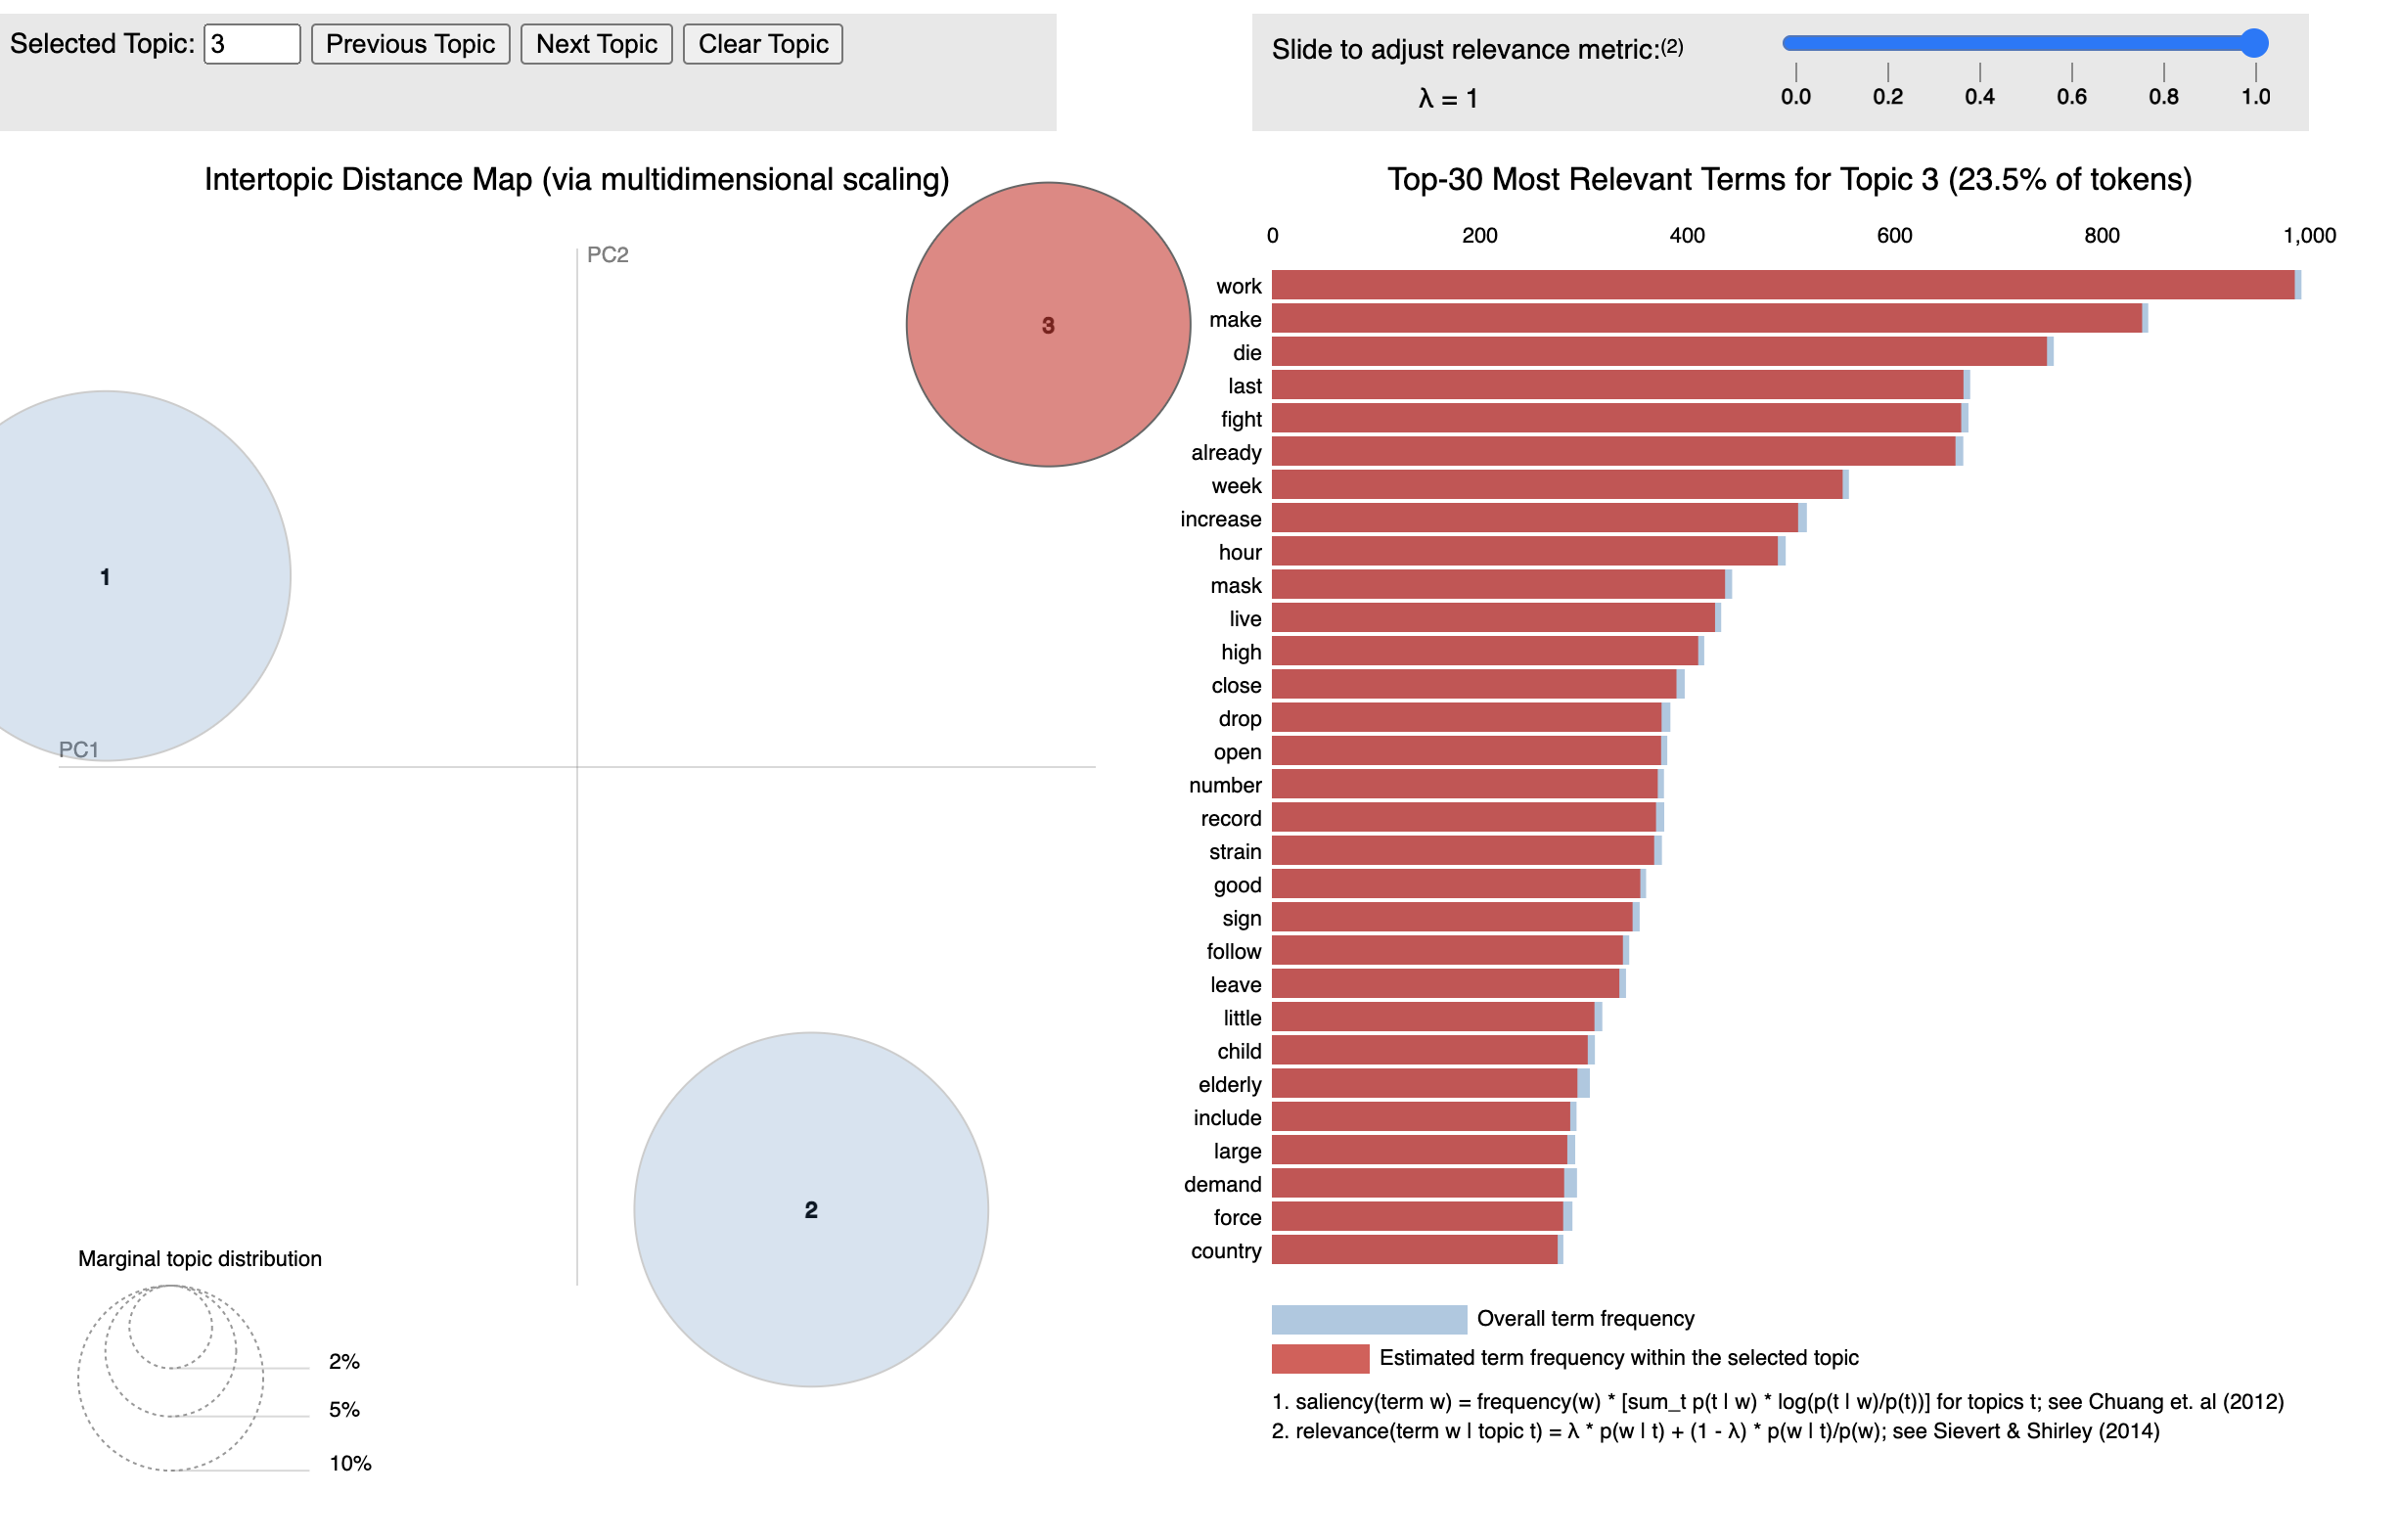 Selected Topic: 3 Previous Topic Next Topic Clear Topic
Slide to adjust relevance metric:(2)
λ = 1
0.0 0.2 0.4 0.6 0.8 1.0
Intertopic Distance Map (via multidimensional scaling)
PC2
PC1
1
2
3
Marginal topic distribution
2%
5%
10%
Top-30 Most Relevant Terms for Topic 3 (23.5% of tokens)
0 200 400 600 800 1,000
work
make
die
last
fight
already
week
increase
hour
mask
live
high
close
drop
open
number
record
strain
good
sign
follow
leave
little
child
elderly
include
large
demand
force
country
Overall term frequency
Estimated term frequency within the selected topic
1. saliency(term w) = frequency(w) * [sum_t p(t | w) * log(p(t | w)/p(t))] for topics t; see Chuang et. al (2012)
2. relevance(term w | topic t) = λ * p(w | t) + (1 - λ) * p(w | t)/p(w); see Sievert & Shirley (2014)